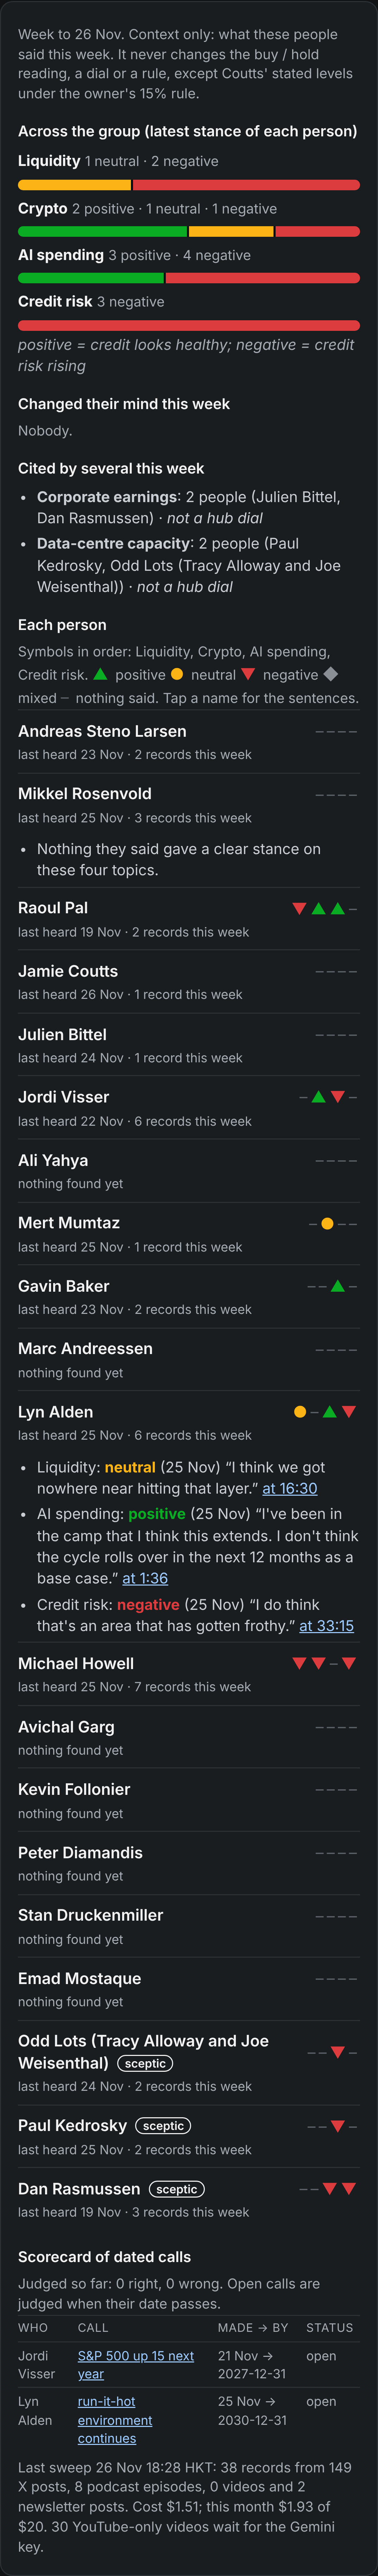 Week to 26 Nov. Context only: what these people
said this week. It never changes the buy / hold
reading, a dial or a rule, except Coutts' stated levels
under the owner's 15% rule.
Across the group (latest stance of each person)
Liquidity 1 neutral · 2 negative
Crypto 2 positive · 1 neutral · 1 negative
AI spending 3 positive · 4 negative
Credit risk 3 negative
positive = credit looks healthy; negative = credit
risk rising
Changed their mind this week
Nobody.
Cited by several this week
• Corporate earnings: 2 people (Julien Bittel,
Dan Rasmussen) · not a hub dial
• Data-centre capacity: 2 people (Paul
Kedrosky, Odd Lots (Tracy Alloway and Joe
Weisenthal)) · not a hub dial
Each person
Symbols in order: Liquidity, Crypto, AI spending,
Credit risk. ▲ positive ● neutral ▼ negative ◆
mixed – nothing said. Tap a name for the sentences.
Andreas Steno Larsen – – – –
last heard 23 Nov · 2 records this week
Mikkel Rosenvold – – – –
last heard 25 Nov · 3 records this week
• Nothing they said gave a clear stance on
these four topics.
Raoul Pal ▼ ▲ ▲ –
last heard 19 Nov · 2 records this week
Jamie Coutts – – – –
last heard 26 Nov · 1 record this week
Julien Bittel – – – –
last heard 24 Nov · 1 record this week
Jordi Visser – ▲ ▼ –
last heard 22 Nov · 6 records this week
Ali Yahya – – – –
nothing found yet
Mert Mumtaz – ● – –
last heard 25 Nov · 1 record this week
Gavin Baker – – ▲ –
last heard 23 Nov · 2 records this week
Marc Andreessen – – – –
nothing found yet
Lyn Alden ● – ▲ ▼
last heard 25 Nov · 6 records this week
• Liquidity: neutral (25 Nov) “I think we got
nowhere near hitting that layer.” at 16:30
• AI spending: positive (25 Nov) “I've been in
the camp that I think this extends. I don't think
the cycle rolls over in the next 12 months as a
base case.” at 1:36
• Credit risk: negative (25 Nov) “I do think
that's an area that has gotten frothy.” at 33:15
Michael Howell ▼ ▼ – ▼
last heard 25 Nov · 7 records this week
Avichal Garg – – – –
nothing found yet
Kevin Follonier – – – –
nothing found yet
Peter Diamandis – – – –
nothing found yet
Stan Druckenmiller – – – –
nothing found yet
Emad Mostaque – – – –
nothing found yet
Odd Lots (Tracy Alloway and Joe
Weisenthal) sceptic – – ▼ –
last heard 24 Nov · 2 records this week
Paul Kedrosky sceptic – – ▼ –
last heard 25 Nov · 2 records this week
Dan Rasmussen sceptic – – ▼ ▼
last heard 19 Nov · 3 records this week
Scorecard of dated calls
Judged so far: 0 right, 0 wrong. Open calls are
judged when their date passes.
WHO CALL MADE → BY STATUS
Jordi S&P 500 up 15 next 21 Nov → open
Visser year 2027-12-31
Lyn run-it-hot 25 Nov → open
Alden environment 2030-12-31
continues
Last sweep 26 Nov 18:28 HKT: 38 records from 149
X posts, 8 podcast episodes, 0 videos and 2
newsletter posts. Cost $1.51; this month $1.93 of
$20. 30 YouTube-only videos wait for the Gemini
key.